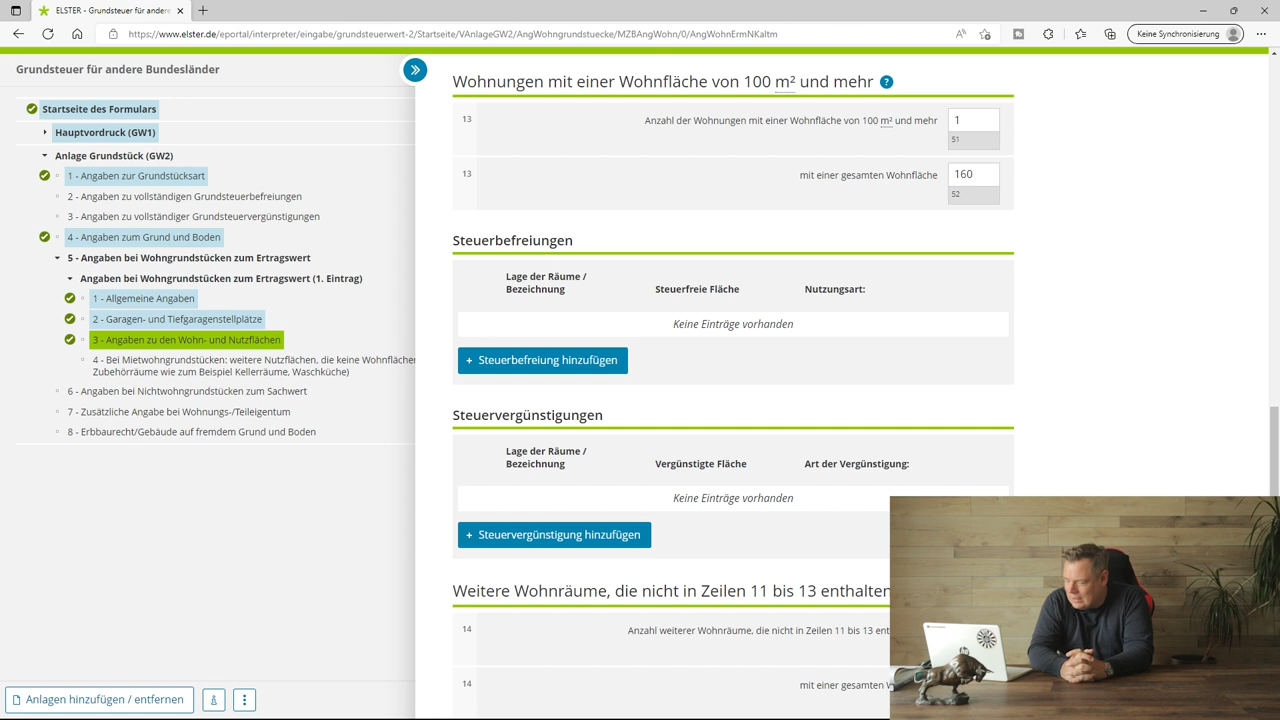 ELSTER - Grundsteuer für andere
https://www.elster.de/eportal/interpreter/eingabe/grundsteuerwert-2/Startseite/VAnlageGW2/AngWohngrundstuecke/MZBAngWohn/0/AngWohnErmNKaltm
Keine Synchronisierung
Grundsteuer für andere Bundesländer
Startseite des Formulars
Hauptvordruck (GW1)
Anlage Grundstück (GW2)
1 - Angaben zur Grundstücksart
2 - Angaben zu vollständigen Grundsteuerbefreiungen
3 - Angaben zu vollständiger Grundsteuervergünstigungen
4 - Angaben zum Grund und Boden
5 - Angaben bei Wohngrundstücken zum Ertragswert
Angaben bei Wohngrundstücken zum Ertragswert (1. Eintrag)
1 - Allgemeine Angaben
2 - Garagen- und Tiefgaragenstellplätze
3 - Angaben zu den Wohn- und Nutzflächen
4 - Bei Mietwohngrundstücken: weitere Nutzflächen, die keine Wohnflächen
Zubehörräume wie zum Beispiel Kellerräume, Waschküche)
6 - Angaben bei Nichtwohngrundstücken zum Sachwert
7 - Zusätzliche Angabe bei Wohnungs-/Teileigentum
8 - Erbbaurecht/Gebäude auf fremdem Grund und Boden
Anlagen hinzufügen / entfernen
Wohnungen mit einer Wohnfläche von 100 m² und mehr ?
13 Anzahl der Wohnungen mit einer Wohnfläche von 100 m² und mehr 1
51
13 mit einer gesamten Wohnfläche 160
52
Steuerbefreiungen
Lage der Räume /
Bezeichnung Steuerfreie Fläche Nutzungsart:
Keine Einträge vorhanden
+ Steuerbefreiung hinzufügen
Steuervergünstigungen
Lage der Räume /
Bezeichnung Vergünstigte Fläche Art der Vergünstigung:
Keine Einträge vorhanden
+ Steuervergünstigung hinzufügen
Weitere Wohnräume, die nicht in Zeilen 11 bis 13 enthalten
14 Anzahl weiterer Wohnräume, die nicht in Zeilen 11 bis 13 ent
14 mit einer gesamten W